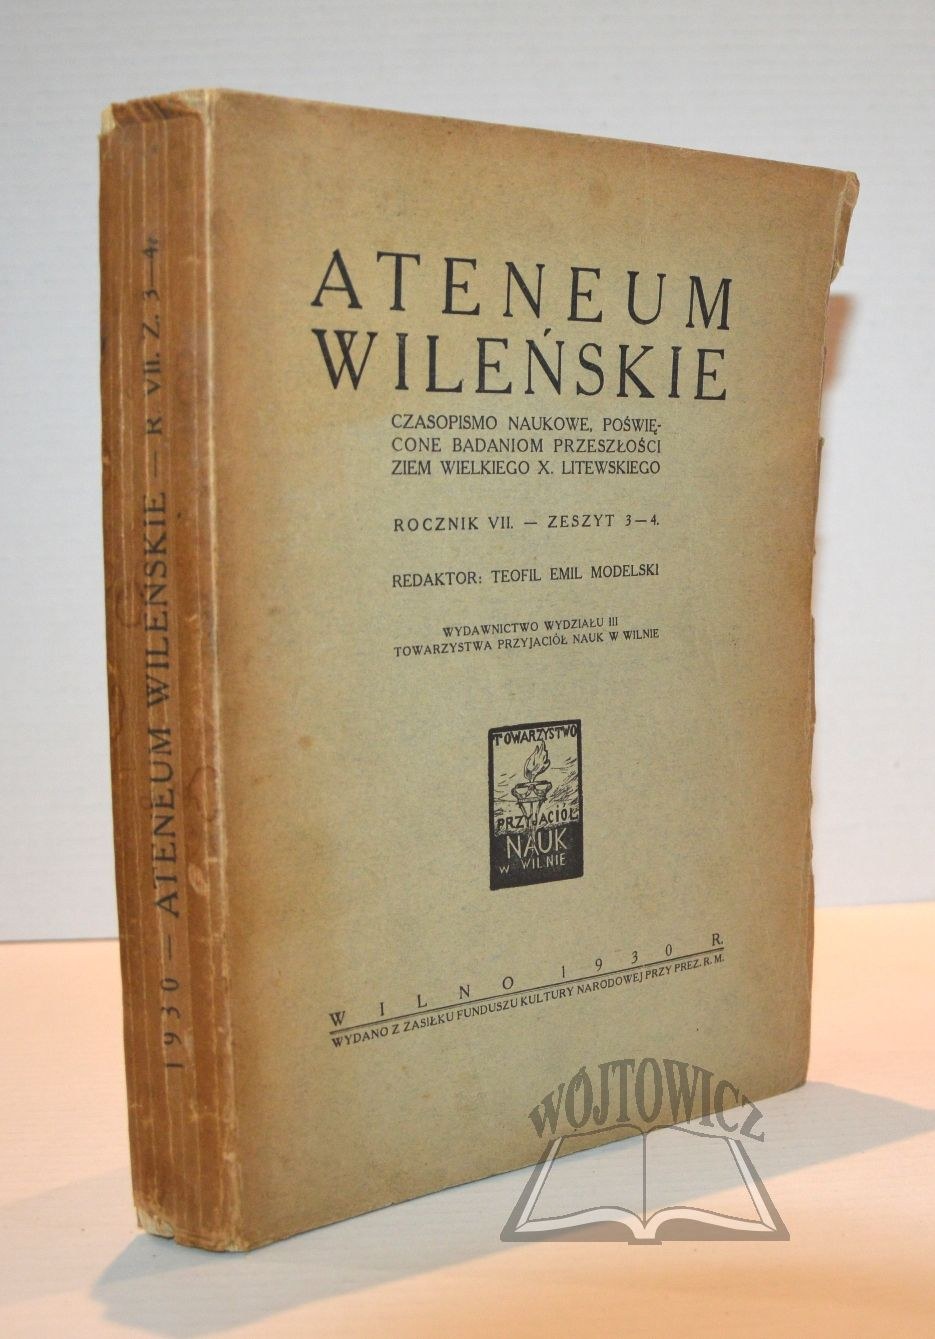 1930 — ATENEUM WILEŃSKIE — R VII. Z. 3—4.
ATENEUM
WILEŃSKIE
CZASOPISMO NAUKOWE, POŚWIĘ-
CONE BADANIOM PRZESZŁOŚCI
ZIEM WIELKIEGO X. LITEWSKIEGO
ROCZNIK VII. — ZESZYT 3—4.
REDAKTOR: TEOFIL EMIL MODELSKI
WYDAWNICTWO WYDZIAŁU III
TOWARZYSTWA PRZYJACIÓŁ NAUK W WILNIE
TOWARZYSTWO
PRZYJACIÓŁ
NAUK
W WILNIE
WILNO 1930 R.
WYDANO Z ZASIŁKU FUNDUSZU KULTURY NARODOWEJ PRZY PREZ. R. M.
WÓJTOWICZ